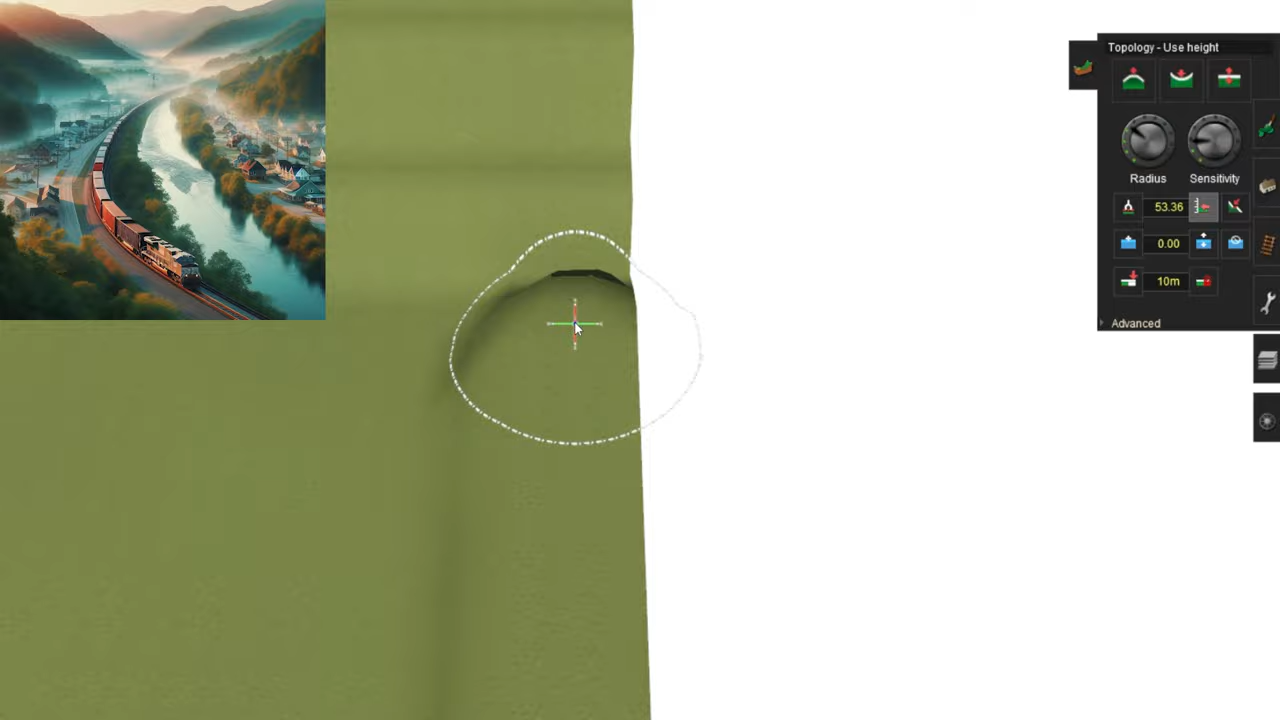 Topology - Use height
Radius Sensitivity
53.36
0.00
10m
Advanced